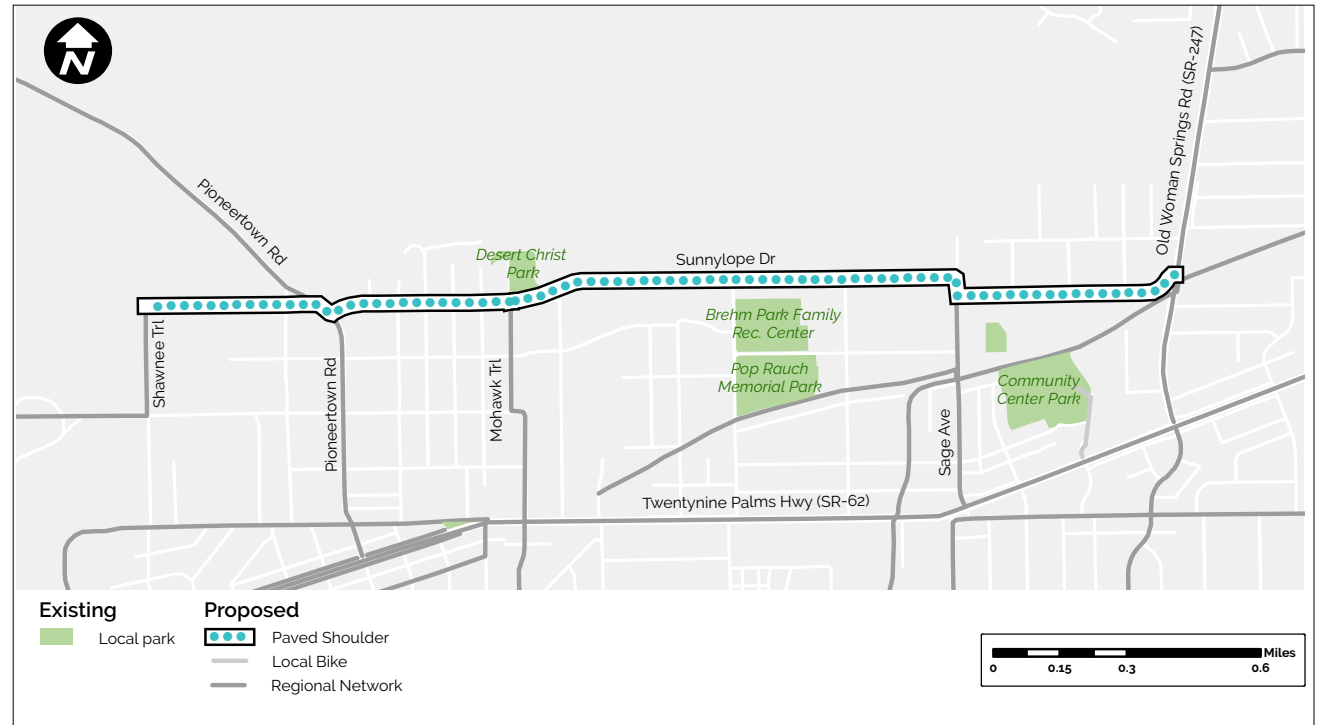 N
Old Woman Springs Rd (SR-247)
Pioneertown Rd
Desert Christ
Park
Sunnylope Dr
Brehm Park Family
Rec. Center
Shawnee Trl
Pioneertown Rd
Mohawk Trl
Pop Rauch
Memorial Park
Community
Center Park
Sage Ave
Twentynine Palms Hwy (SR-62)
Existing
Local park
Proposed
Paved Shoulder
Local Bike
Regional Network
Miles
0 0.15 0.3 0.6